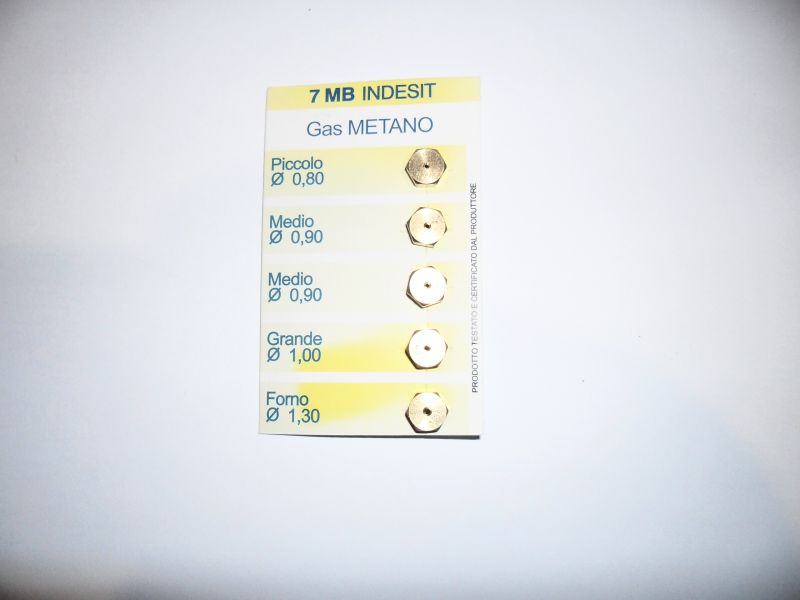 7 MB INDESIT
Gas METANO
Piccolo
Ø 0,80
Medio
Ø 0,90
Medio
Ø 0,90
Grande
Ø 1,00
Forno
Ø 1,30
PRODOTTO TESTATO E CERTIFICATO DAL PRODUTTORE